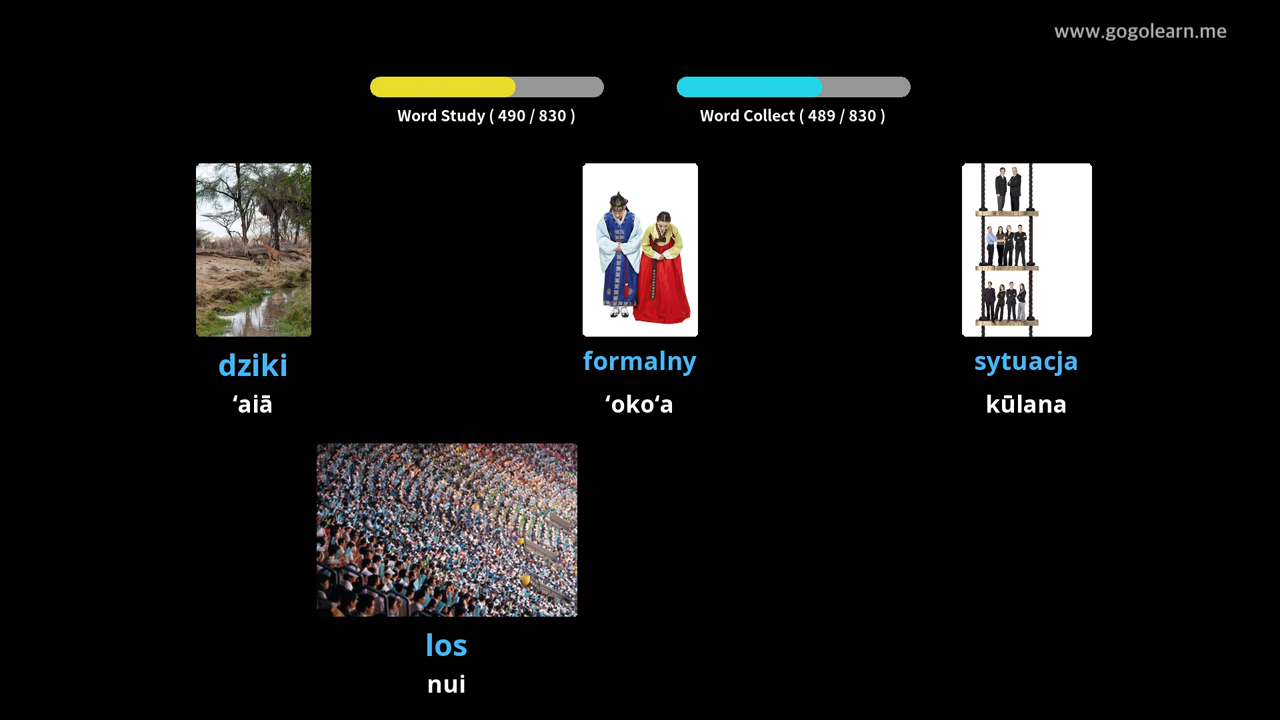 www.gogolearn.me
Word Study ( 490 / 830 )
Word Collect ( 489 / 830 )
dziki
ʻaiā
formalny
ʻokoʻa
sytuacja
kūlana
los
nui